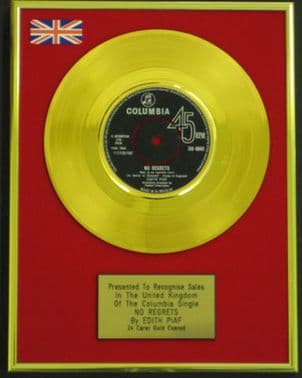 COLUMBIA
45
RPM
NO REGRETS
EDITH PIAF
Presented To Recognise Sales
In The United Kingdom
Of The Columbia Single
NO REGRETS
By EDITH PIAF
24 Carat Gold Coated